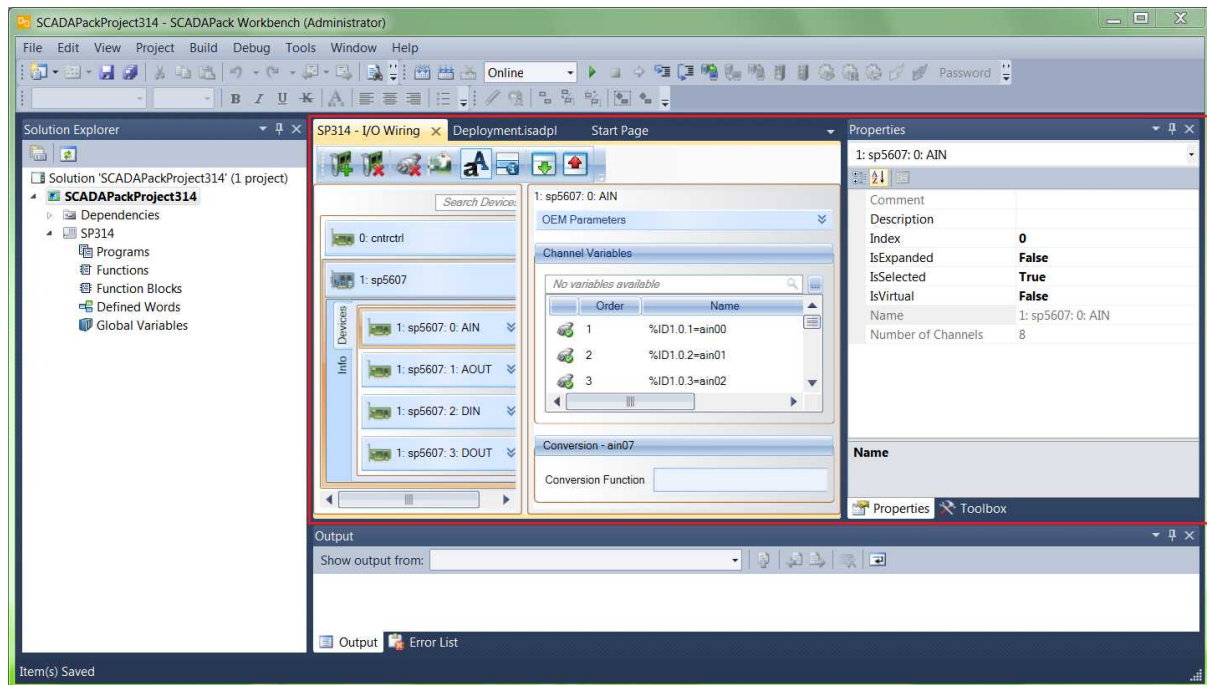 SCADAPackProject314 - SCADAPack Workbench (Administrator)
File Edit View Project Build Debug Tools Window Help
Online
Password
B I U
Solution Explorer
Solution 'SCADAPackProject314' (1 project)
SCADAPackProject314
Dependencies
SP314
Programs
Functions
Function Blocks
Defined Words
Global Variables
SP314 - I/O Wiring
Deployment.isadpl
Start Page
Search Device
0: cntrctrl
1: sp5607
Devices
Info
1: sp5607: 0: AIN
1: sp5607: 1: AOUT
1: sp5607: 2: DIN
1: sp5607: 3: DOUT
1: sp5607: 0: AIN
OEM Parameters
Channel Variables
No variables available
Order Name
1 %ID1.0.1=ain00
2 %ID1.0.2=ain01
3 %ID1.0.3=ain02
Conversion - ain07
Conversion Function
Properties
1: sp5607: 0: AIN
Comment
Description
Index 0
IsExpanded False
IsSelected True
IsVirtual False
Name 1: sp5607: 0: AIN
Number of Channels 8
Name
Properties Toolbox
Output
Show output from:
Output Error List
Item(s) Saved